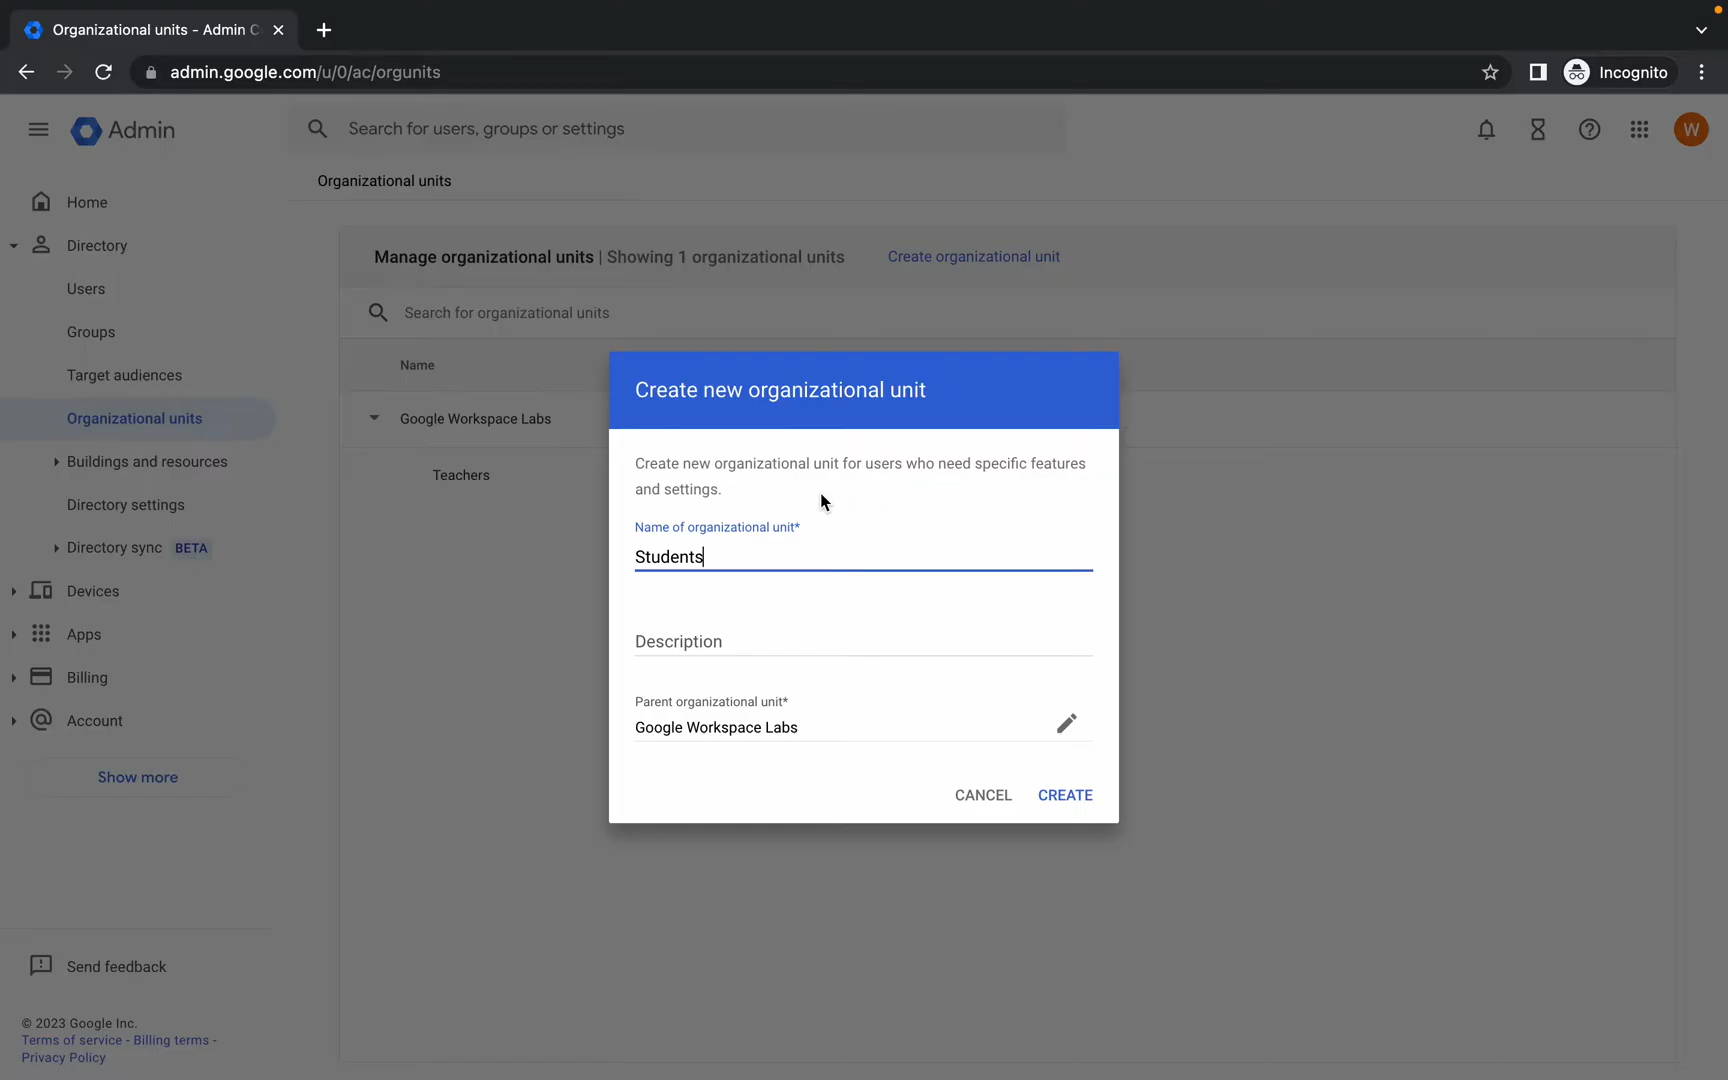 Organizational units - Admin C
admin.google.com/u/0/ac/orgunits
Incognito
Admin
Search for users, groups or settings
W
Organizational units
Home
Directory
Users
Groups
Target audiences
Organizational units
Buildings and resources
Directory settings
Directory sync BETA
Devices
Apps
Billing
Account
Show more
Send feedback
© 2023 Google Inc.
Terms of service - Billing terms -
Privacy Policy
Manage organizational units | Showing 1 organizational units
Create organizational unit
Search for organizational units
Name
Google Workspace Labs
Teachers
Create new organizational unit
Create new organizational unit for users who need specific features
and settings.
Name of organizational unit*
Students
Description
Parent organizational unit*
Google Workspace Labs
CANCEL CREATE